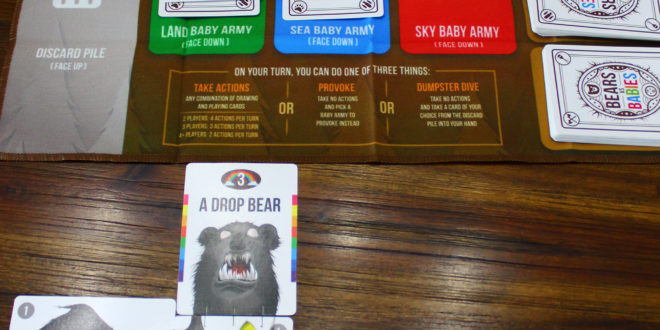 DISCARD PILE
( FACE UP )
LAND BABY ARMY
( FACE DOWN )
SEA BABY ARMY
( FACE DOWN )
SKY BABY ARMY
( FACE DOWN )
BEARS
VS
BABIES
ON YOUR TURN, YOU CAN DO ONE OF THREE THINGS:
TAKE ACTIONS
ANY COMBINATION OF DRAWING
AND PLAYING CARDS
2 PLAYERS: 4 ACTIONS PER TURN
3 PLAYERS: 3 ACTIONS PER TURN
4+ PLAYERS: 2 ACTIONS PER TURN
OR
PROVOKE
TAKE NO ACTIONS
AND PICK A
BABY ARMY TO
PROVOKE INSTEAD
OR
DUMPSTER DIVE
TAKE NO ACTIONS
AND TAKE A CARD OF YOUR
CHOICE FROM THE DISCARD
PILE INTO YOUR HAND
3
A DROP BEAR
1